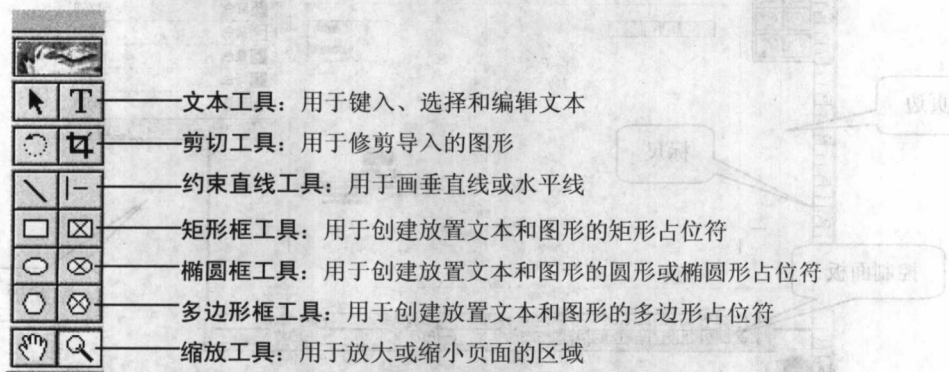 文本工具：用于键入、选择和编辑文本
剪切工具：用于修剪导入的图形
约束直线工具：用于画垂直线或水平线
矩形框工具：用于创建放置文本和图形的矩形占位符
椭圆框工具：用于创建放置文本和图形的圆形或椭圆形占位符
多边形框工具：用于创建放置文本和图形的多边形占位符
缩放工具：用于放大或缩小页面的区域